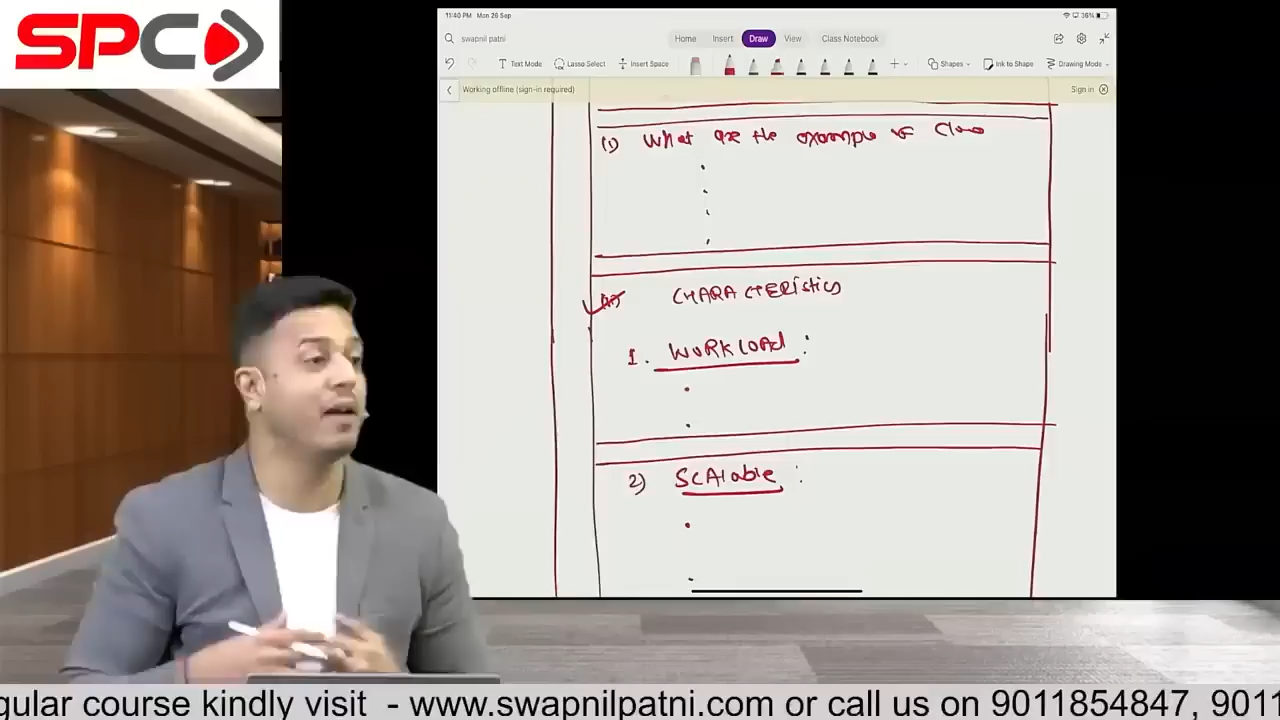 SPC
11:40 PM Mon 26 Sep
36%
swapnil patni
Home Insert Draw View Class Notebook
Text Mode Lasso Select Insert Space Shapes Ink to Shape Drawing Mode
Working offline (sign-in required) Sign in
(1) What are the example of
CHARACTERistics
1. WORKLOAd :
2) SCAlable :
gular course kindly visit - www.swapnilpatni.com or call us on 9011854847, 9011